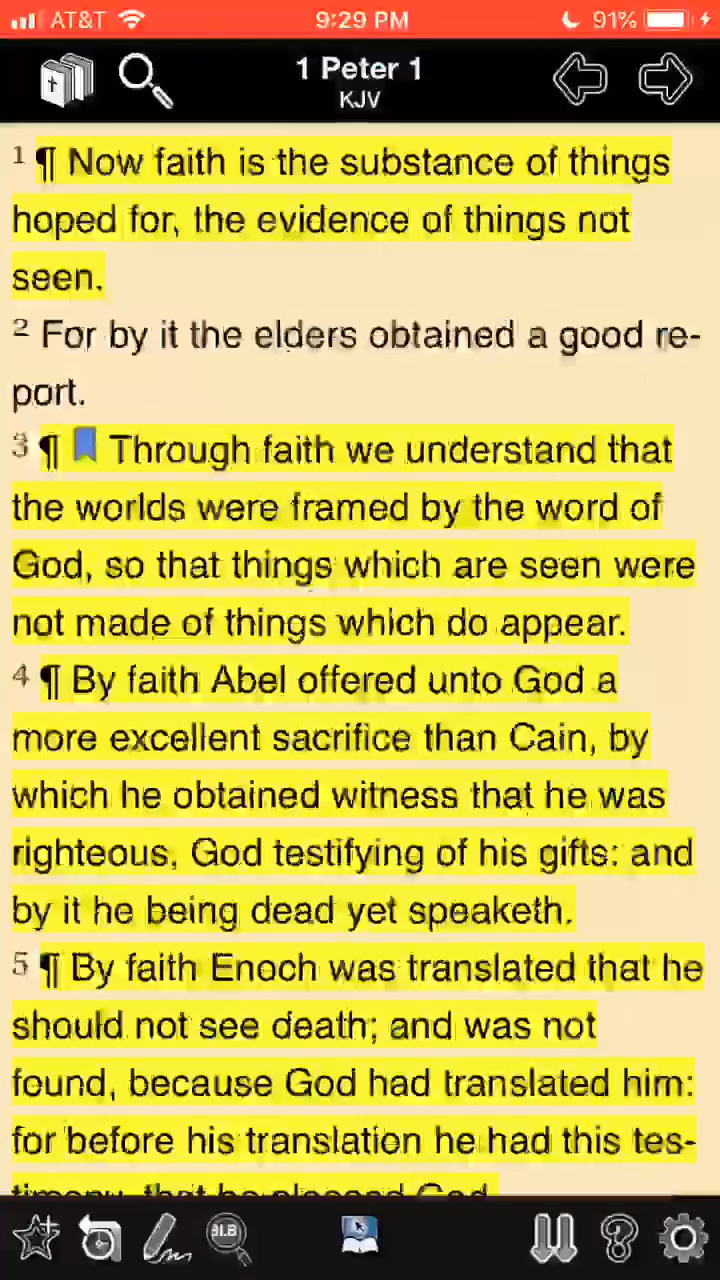 AT&T 9:29 PM 91%
1 Peter 1
KJV
1 ¶ Now faith is the substance of things
hoped for, the evidence of things not
seen.
2 For by it the elders obtained a good re-
port.
3 ¶ Through faith we understand that
the worlds were framed by the word of
God, so that things which are seen were
not made of things which do appear.
4 ¶ By faith Abel offered unto God a
more excellent sacrifice than Cain, by
which he obtained witness that he was
righteous, God testifying of his gifts: and
by it he being dead yet speaketh.
5 ¶ By faith Enoch was translated that he
should not see death; and was not
found, because God had translated him:
for before his translation he had this tes-
timony, that he pleased God.
BLB